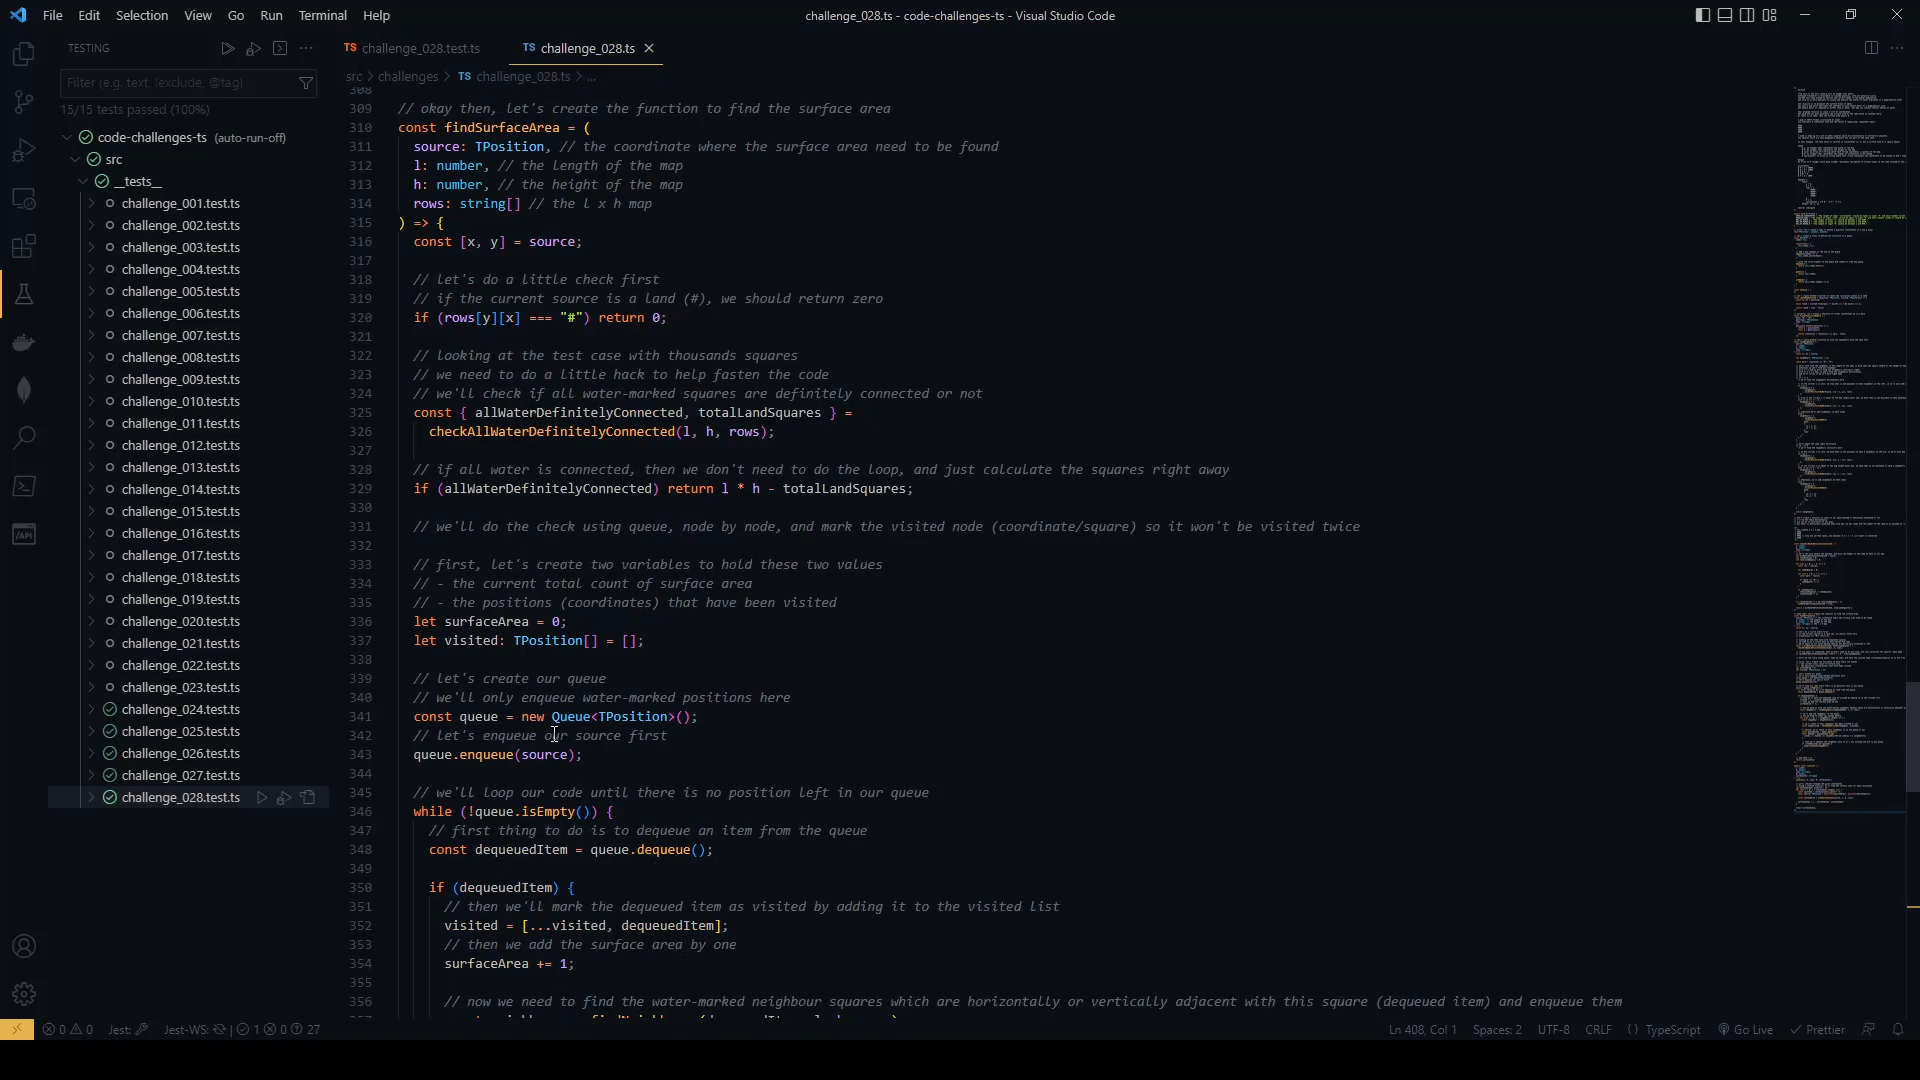 File Edit Selection View Go Run Terminal Help
challenge_028.ts - code-challenges-ts - Visual Studio Code
TESTING
Filter (e.g. text, !exclude, @tag)
15/15 tests passed (100%)
code-challenges-ts (auto-run-off)
src
__tests__
challenge_001.test.ts
challenge_002.test.ts
challenge_003.test.ts
challenge_004.test.ts
challenge_005.test.ts
challenge_006.test.ts
challenge_007.test.ts
challenge_008.test.ts
challenge_009.test.ts
challenge_010.test.ts
challenge_011.test.ts
challenge_012.test.ts
challenge_013.test.ts
challenge_014.test.ts
challenge_015.test.ts
challenge_016.test.ts
challenge_017.test.ts
challenge_018.test.ts
challenge_019.test.ts
challenge_020.test.ts
challenge_021.test.ts
challenge_022.test.ts
challenge_023.test.ts
challenge_024.test.ts
challenge_025.test.ts
challenge_026.test.ts
challenge_027.test.ts
challenge_028.test.ts
TS challenge_028.test.ts TS challenge_028.ts
src > challenges > TS challenge_028.ts > ...
308
309 // okay then, let's create the function to find the surface area
310 const findSurfaceArea = (
311 source: TPosition, // the coordinate where the surface area need to be found
312 l: number, // the length of the map
313 h: number, // the height of the map
314 rows: string[] // the l x h map
315 ) => {
316 const [x, y] = source;
317
318 // let's do a little check first
319 // if the current source is a land (#), we should return zero
320 if (rows[y][x] === "#") return 0;
321
322 // looking at the test case with thousands squares
323 // we need to do a little hack to help fasten the code
324 // we'll check if all water-marked squares are definitely connected or not
325 const { allWaterDefinitelyConnected, totalLandSquares } =
326 checkAllWaterDefinitelyConnected(l, h, rows);
327
328 // if all water is connected, then we don't need to do the loop, and just calculate the squares right away
329 if (allWaterDefinitelyConnected) return l * h - totalLandSquares;
330
331 // we'll do the check using queue, node by node, and mark the visited node (coordinate/square) so it won't be visited twice
332
333 // first, let's create two variables to hold these two values
334 // - the current total count of surface area
335 // - the positions (coordinates) that have been visited
336 let surfaceArea = 0;
337 let visited: TPosition[] = [];
338
339 // let's create our queue
340 // we'll only enqueue water-marked positions here
341 const queue = new Queue<TPosition>();
342 // let's enqueue our source first
343 queue.enqueue(source);
344
345 // we'll loop our code until there is no position left in our queue
346 while (!queue.isEmpty()) {
347 // first thing to do is to dequeue an item from the queue
348 const dequeuedItem = queue.dequeue();
349
350 if (dequeuedItem) {
351 // then we'll mark the dequeued item as visited by adding it to the visited list
352 visited = [...visited, dequeuedItem];
353 // then we add the surface area by one
354 surfaceArea += 1;
355
356 // now we need to find the water-marked neighbour squares which are horizontally or vertically adjacent with this square (dequeued item) and enqueue them
0 0 Jest: Jest-WS: | 1 0 27
Ln 408, Col 1 Spaces: 2 UTF-8 CRLF {} TypeScript Go Live Prettier